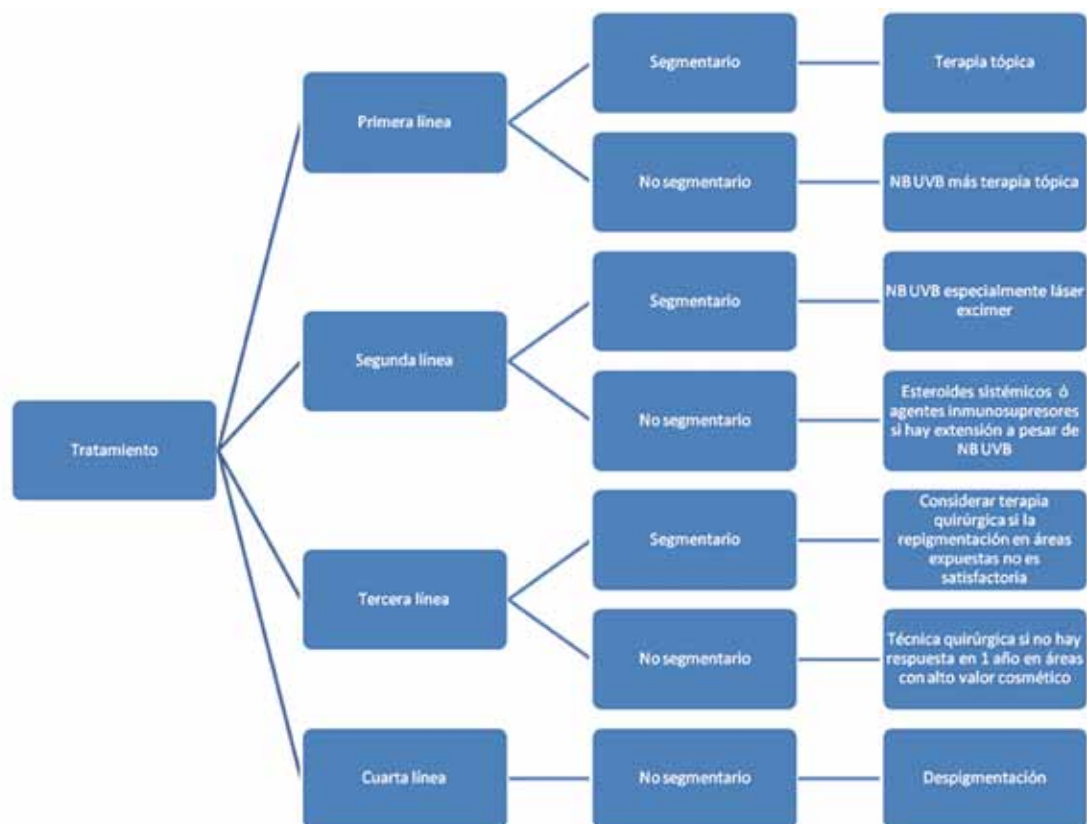 Tratamiento
Primera línea
Segmentario
Terapia tópica
No segmentario
NB UVB más terapia tópica
Segunda línea
Segmentario
NB UVB especialmente láser
excimer
No segmentario
Esteroides sistémicos ó
agentes inmunosupresores
si hay extensión a pesar de
NB UVB
Tercera línea
Segmentario
Considerar terapia
quirúrgica si la
repigmentación en áreas
expuestas no es
satisfactoria
No segmentario
Técnica quirúrgica si no hay
respuesta en 1 año en áreas
con alto valor cosmético
Cuarta línea
No segmentario
Despigmentación